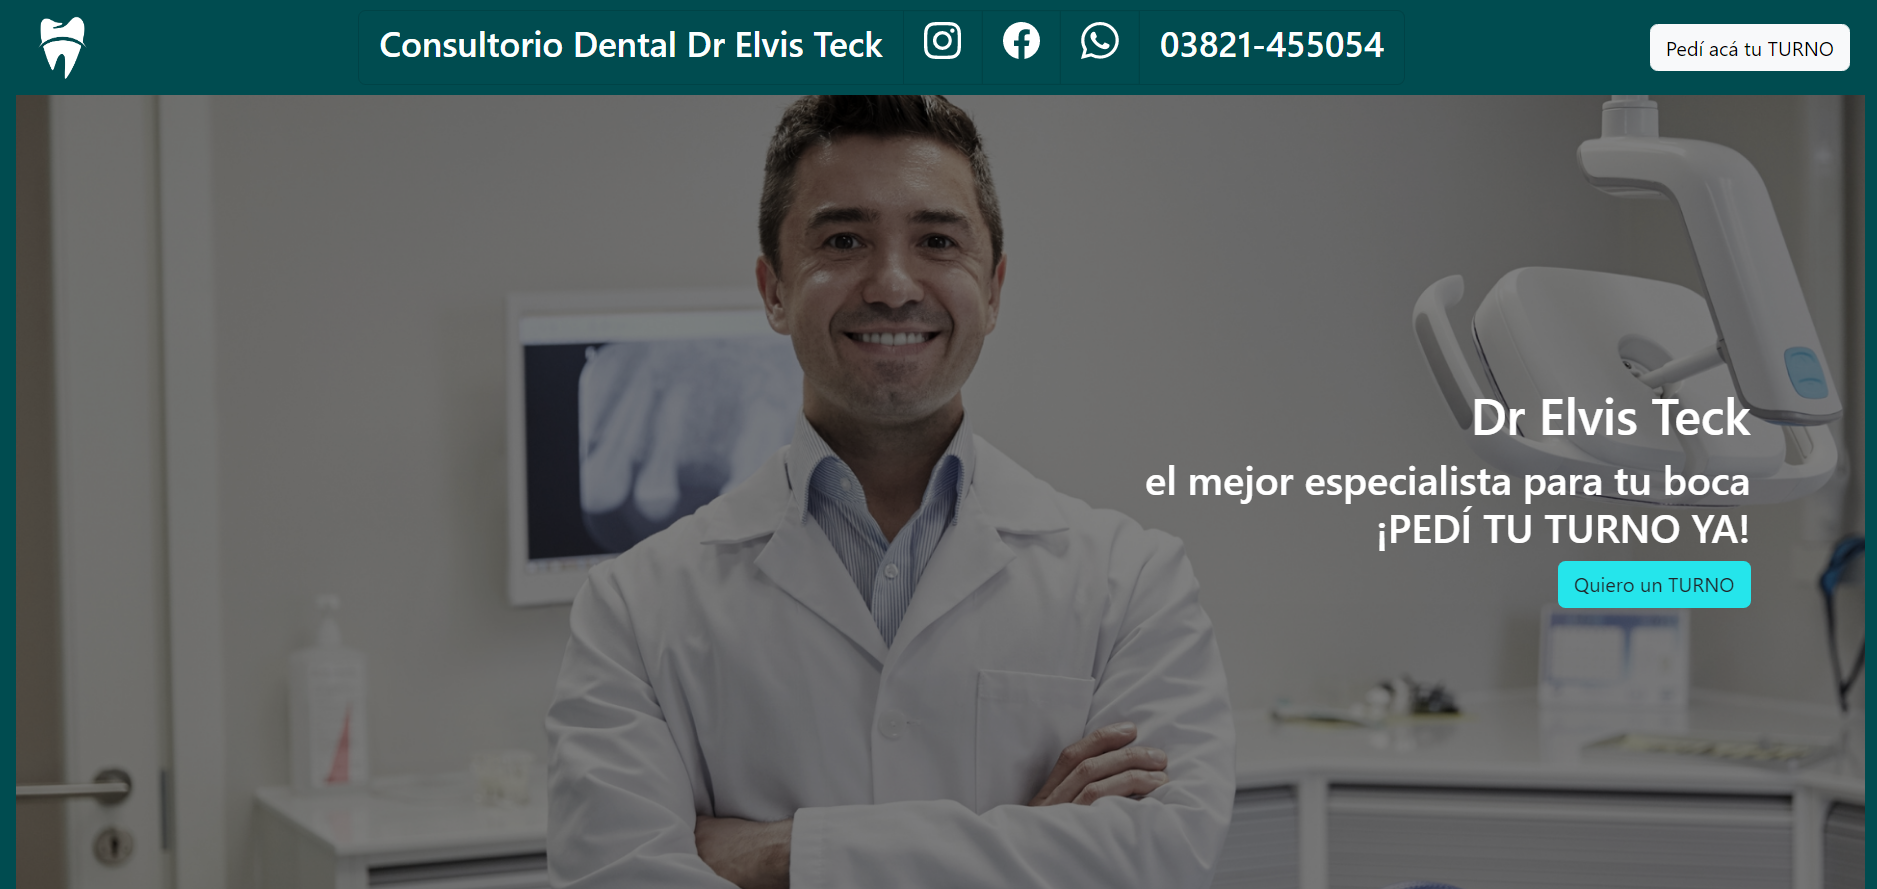 Consultorio Dental Dr Elvis Teck
03821-455054
Pedí acá tu TURNO
Dr Elvis Teck
el mejor especialista para tu boca
¡PEDÍ TU TURNO YA!
Quiero un TURNO